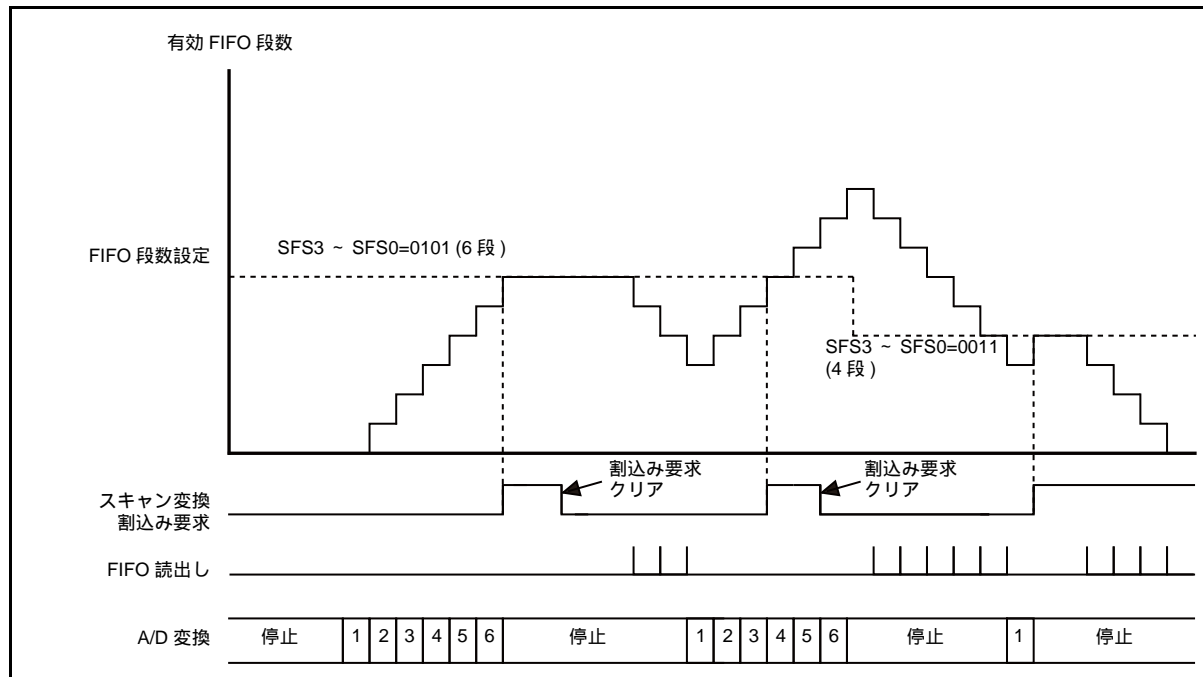 有効 FIFO 段数
FIFO 段数設定
SFS3 ~ SFS0=0101 (6 段 )
SFS3 ~ SFS0=0011
(4 段 )
割込み要求
クリア
割込み要求
クリア
スキャン変換
割込み要求
FIFO 読出し
A/D 変換
停止 1 2 3 4 5 6 停止 1 2 3 4 5 6 停止 1 停止